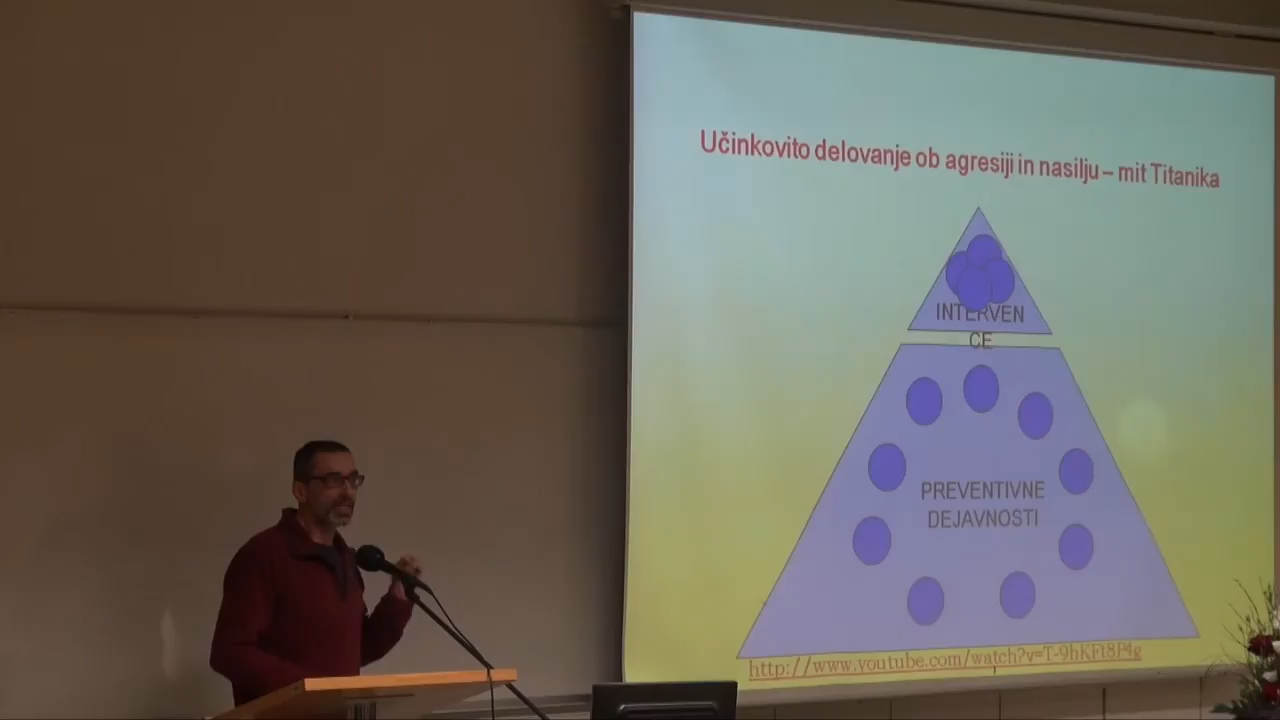 Učinkovito delovanje ob agresiji in nasilju – mit Titanika
INTERVEN
CE
PREVENTIVNE
DEJAVNOSTI
http://www.youtube.com/watch?v=T-9hKFt8P4g